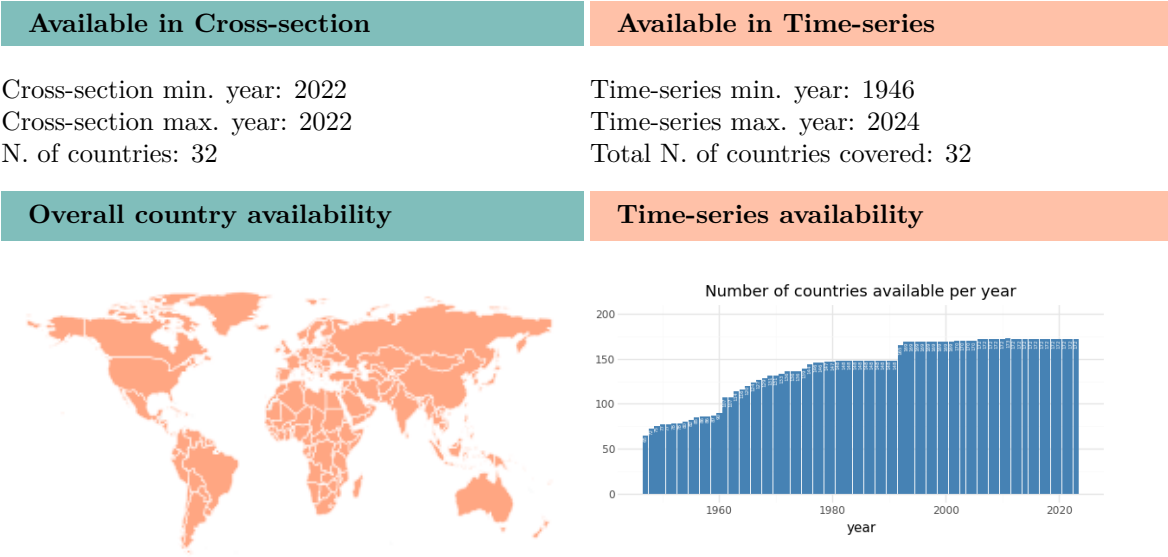 Available in Cross-section
Cross-section min. year: 2022
Cross-section max. year: 2022
N. of countries: 32
Available in Time-series
Time-series min. year: 1946
Time-series max. year: 2024
Total N. of countries covered: 32
Overall country availability
Time-series availability
Number of countries available per year
200
150
100
50
0
1960 1980 2000 2020
year